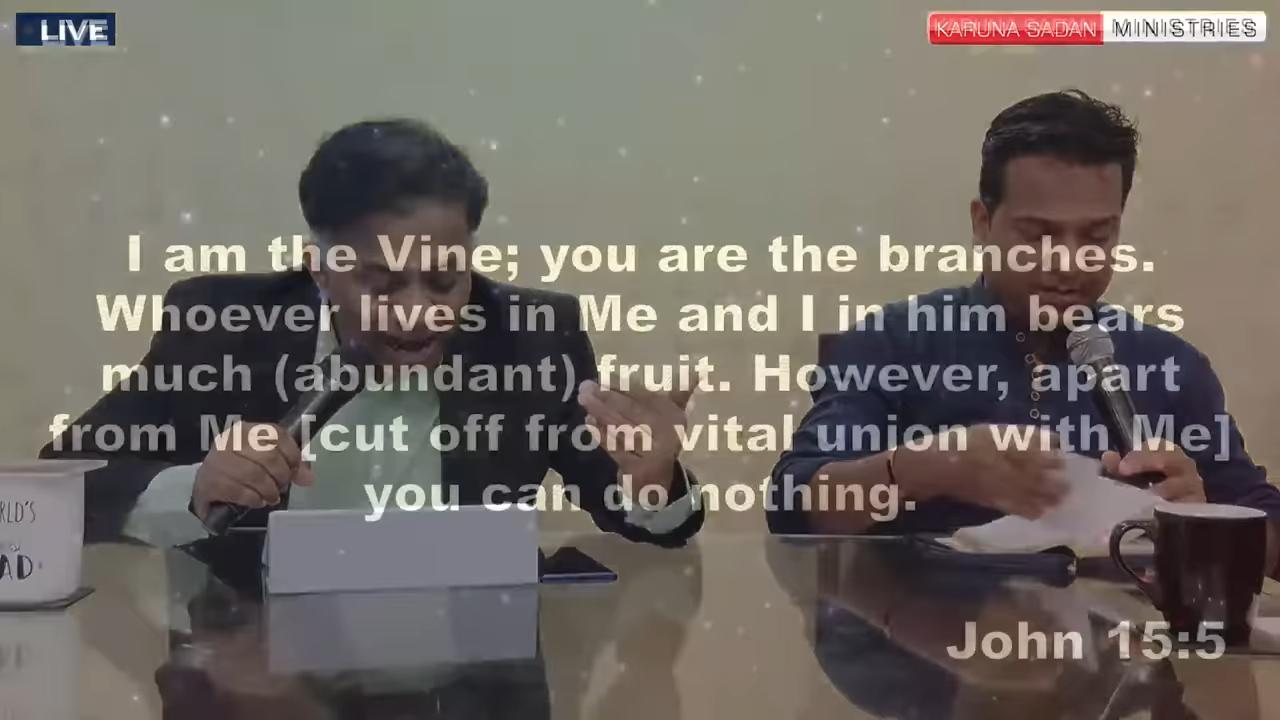 LIVE
KARUNA SADAN MINISTRIES
I am the Vine; you are the branches.
Whoever lives in Me and I in him bears
much (abundant) fruit. However, apart
from Me [cut off from vital union with Me]
you can do nothing.
RLD'S
AD
John 15:5